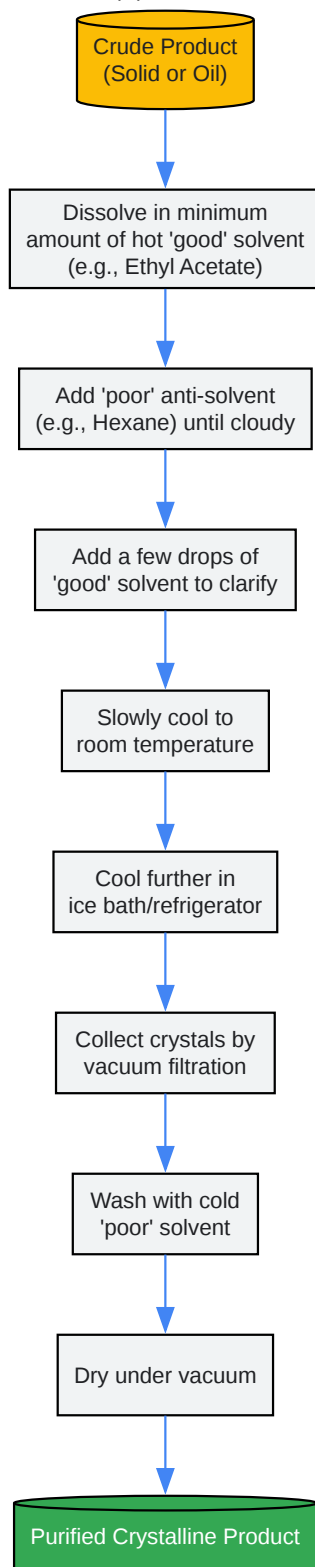 Crude Product
(Solid or Oil)
Dissolve in minimum
amount of hot 'good' solvent
(e.g., Ethyl Acetate)
Add 'poor' anti-solvent
(e.g., Hexane) until cloudy
Add a few drops of
'good' solvent to clarify
Slowly cool to
room temperature
Cool further in
ice bath/refrigerator
Collect crystals by
vacuum filtration
Wash with cold
'poor' solvent
Dry under vacuum
Purified Crystalline Product